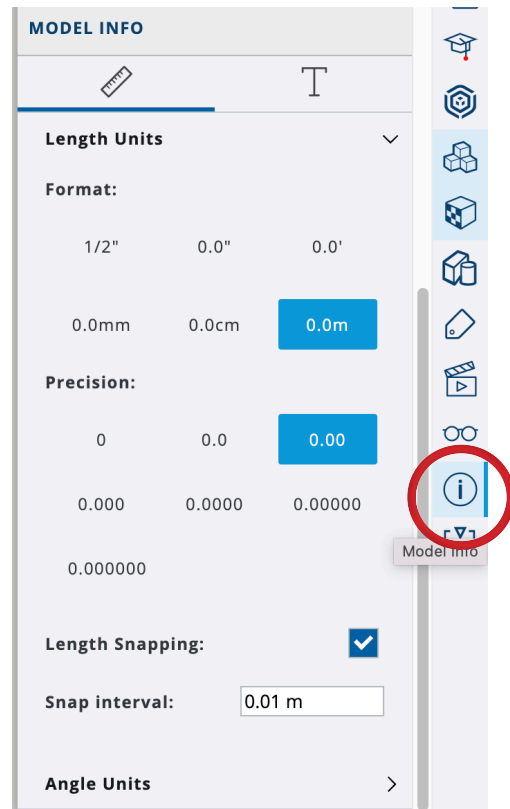 MODEL INFO
T
Length Units
Format:
1/2" 0.0" 0.0'
0.0mm 0.0cm 0.0m
Precision:
0 0.0 0.00
0.000 0.0000 0.00000
Model Info
0.000000
Length Snapping:
Snap interval: 0.01 m
Angle Units